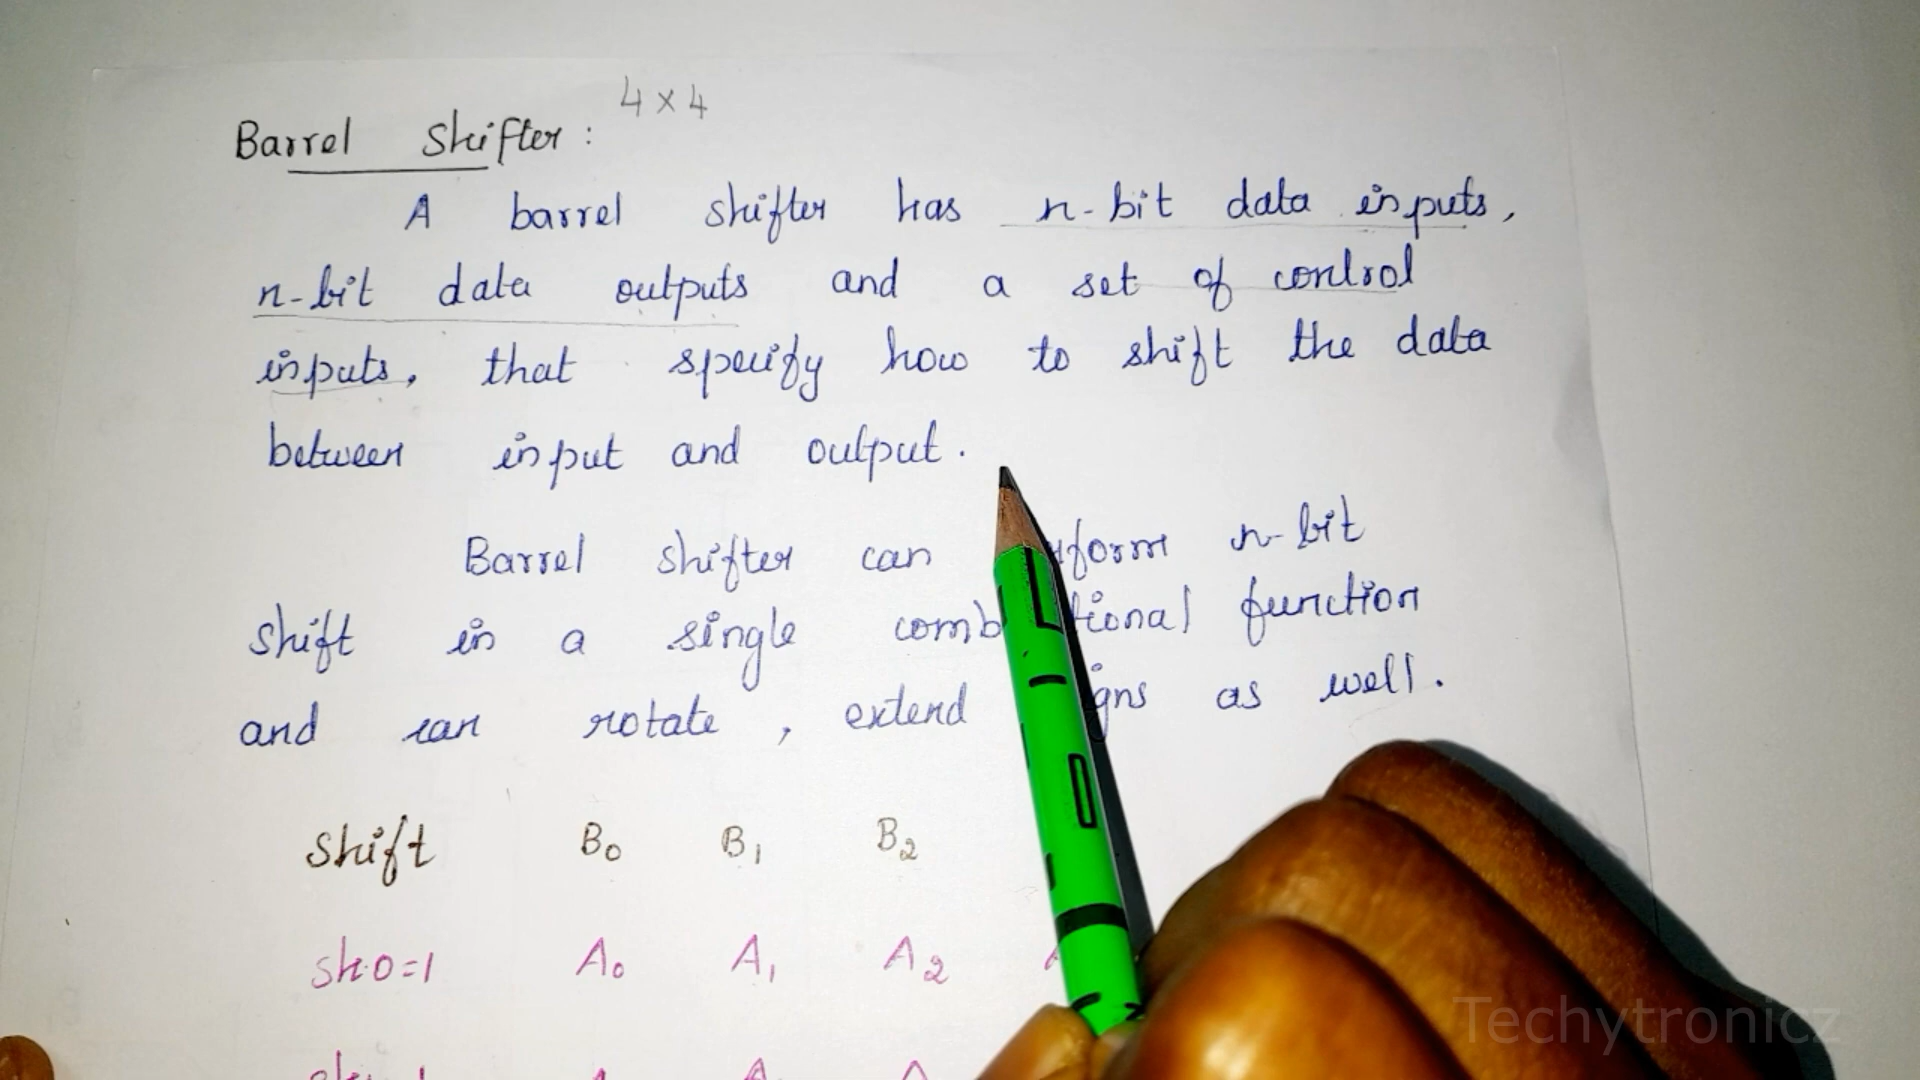 4 × 4
Barrel Shifter :
A barrel shifter has n-bit data inputs,
n-bit data outputs and a set of control
inputs, that specify how to shift the data
between input and output.
Barrel shifter can n-bit
shift in a single function
and can rotate, extend as well.
Shift B₀ B₁ B₂
sh0=1 A₀ A₁ A₂
Techytronicz